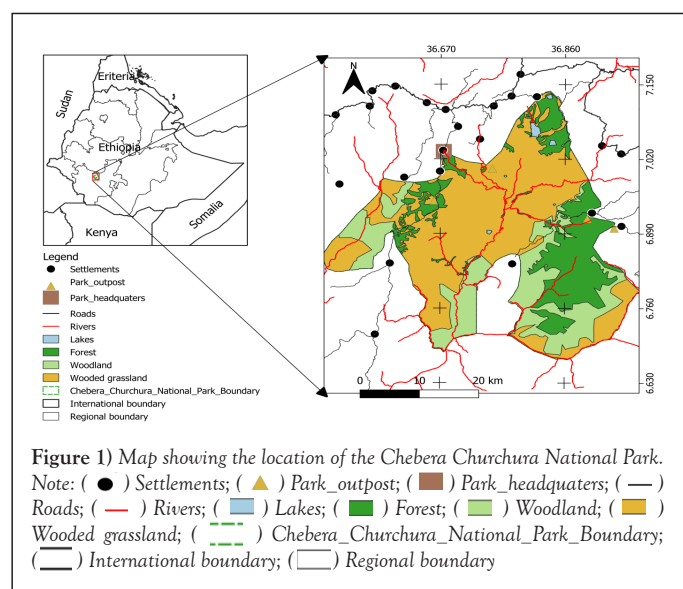 36.670 36.860
Eriteria
Sudan
Ethiopia
Somalia
Kenya
N
7.150
7.020
6.890
6.760
6.630
Legend
Settlements
Park_outpost
Park_headquaters
Roads
Rivers
Lakes
Forest
Woodland
Wooded grassland
Chebera_Churchura_National_Park_Boundary
International boundary
Regional boundary
0 10 20 km
Figure 1) Map showing the location of the Chebera Churchura National Park.
Note: ( ) Settlements; ( ) Park_outpost; ( ) Park_headquaters; ( )
Roads; ( ) Rivers; ( ) Lakes; ( ) Forest; ( ) Woodland; ( )
Wooded grassland; ( ) Chebera_Churchura_National_Park_Boundary;
( ) International boundary; ( ) Regional boundary